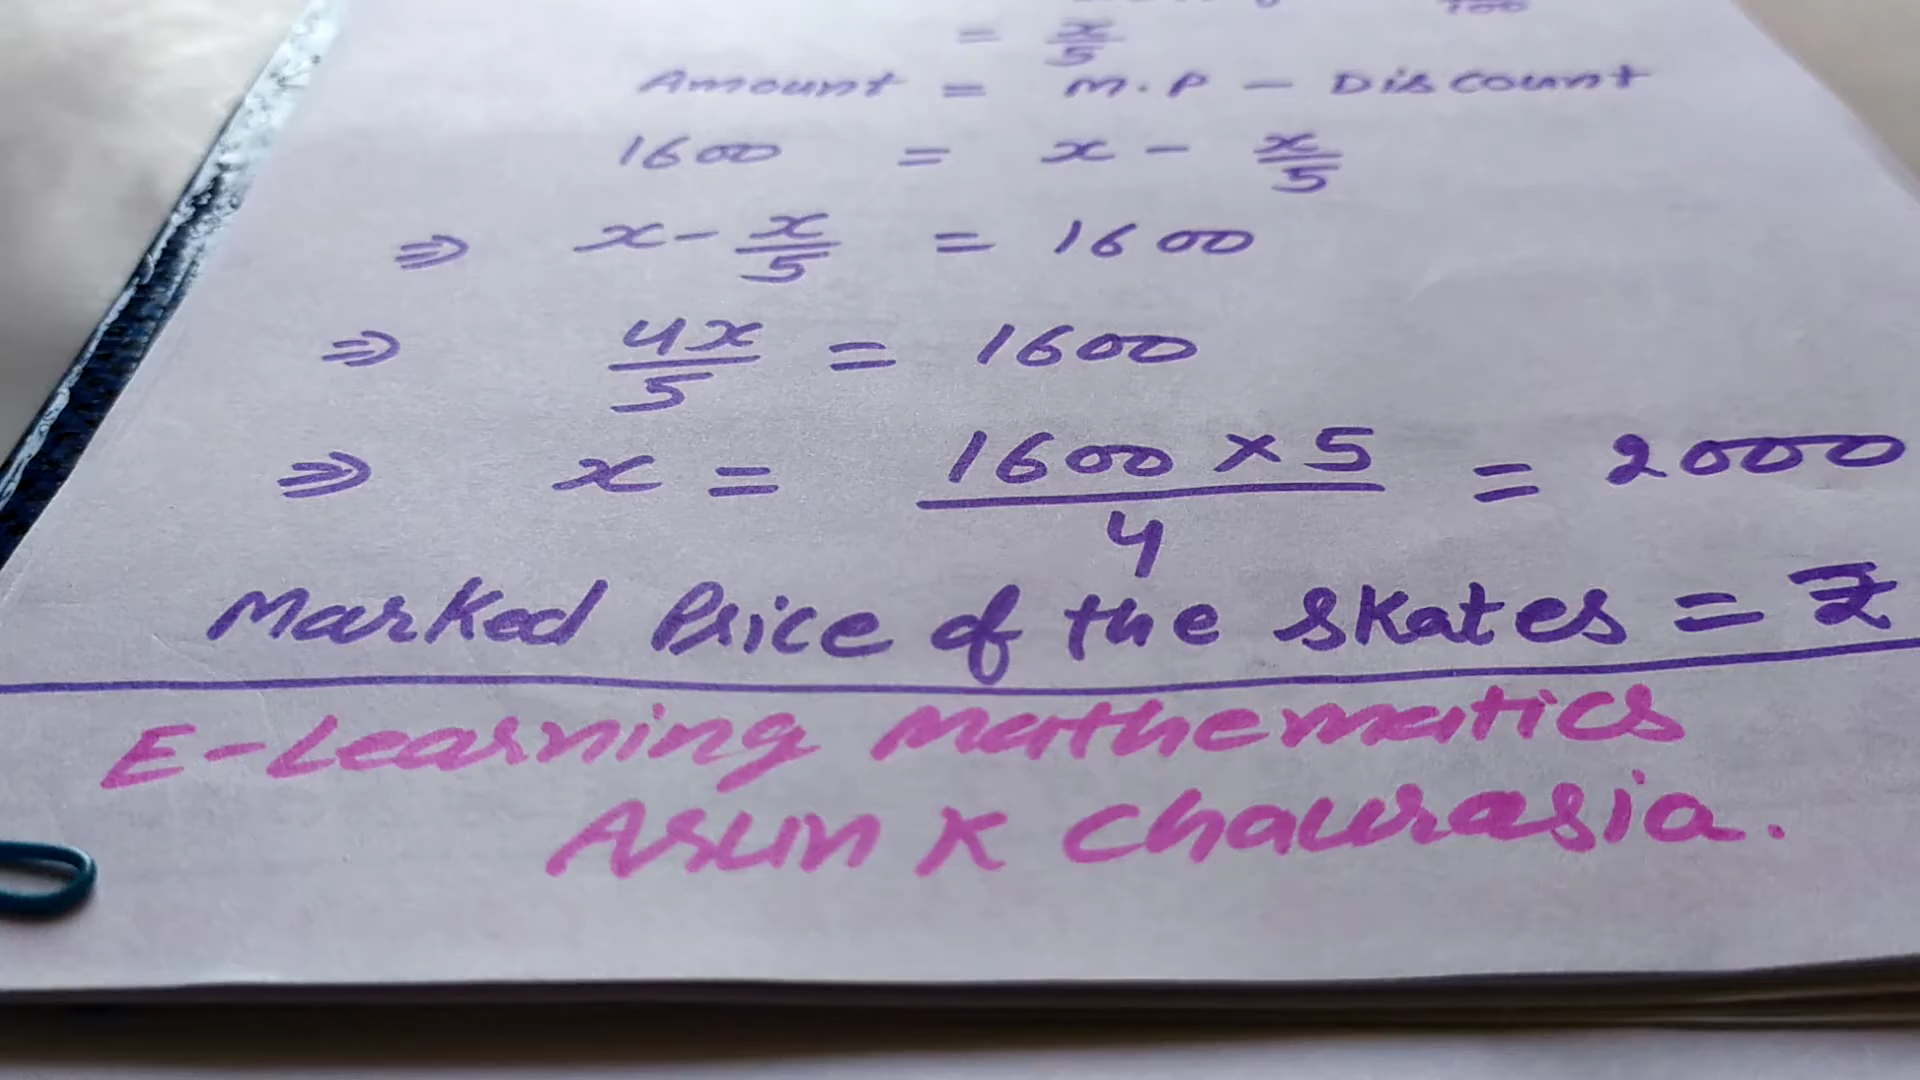 = x/5
Amount = M.P - Discount
1600 = x - x/5
⇒ x - x/5 = 1600
⇒ 4x/5 = 1600
⇒ x = 1600 × 5 / 4 = 2000
Marked Price of the skates = ₹
E-Learning Mathematics
Arun K Chaurasia.